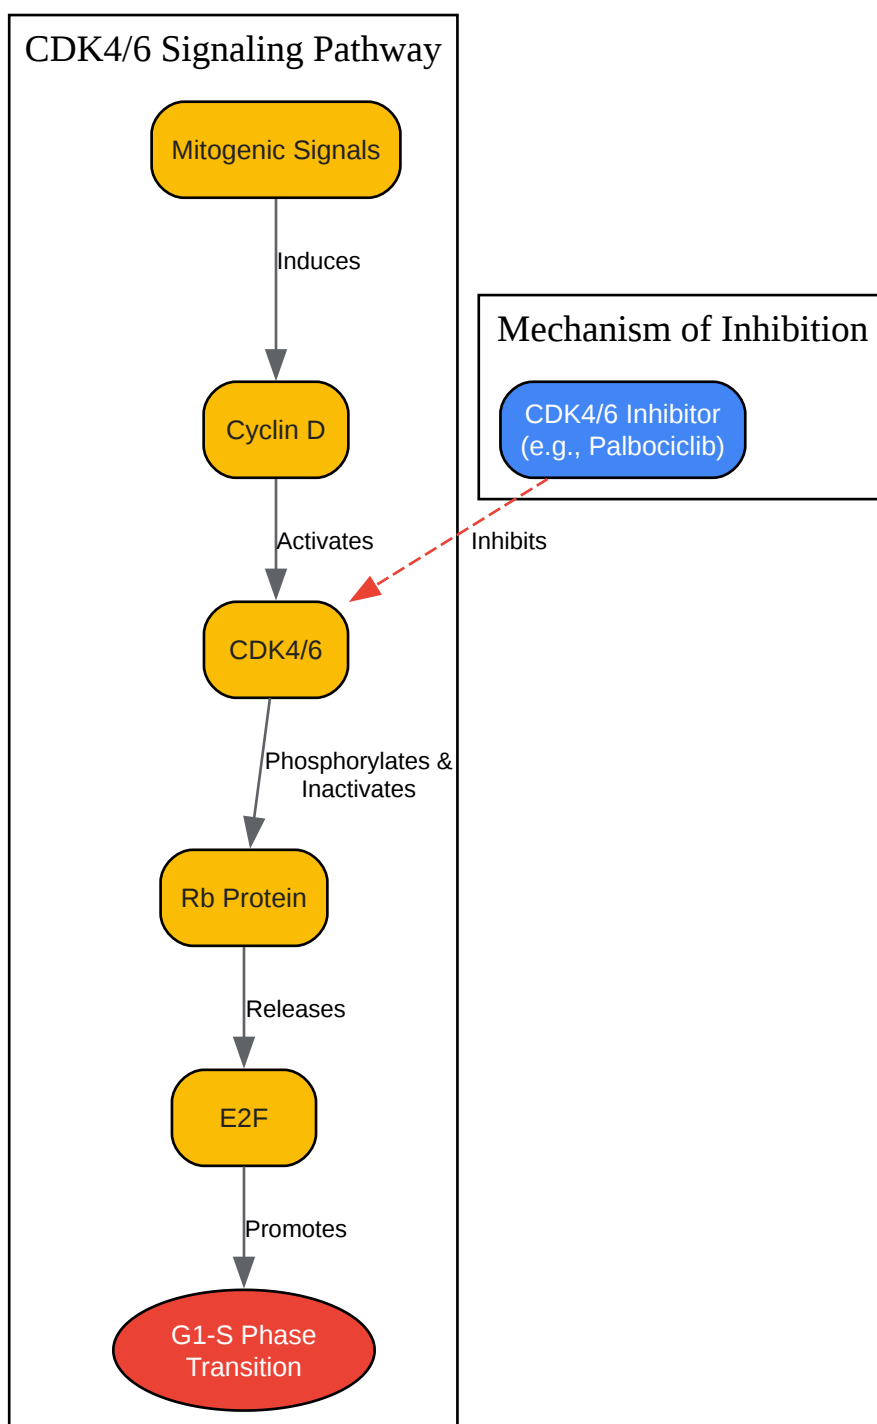 CDK4/6 Signaling Pathway
Mitogenic Signals
Induces
Mechanism of Inhibition
CDK4/6 Inhibitor
(e.g., Palbociclib)
Cyclin D
Activates
Inhibits
CDK4/6
Phosphorylates &
Inactivates
Rb Protein
Releases
E2F
Promotes
G1-S Phase
Transition